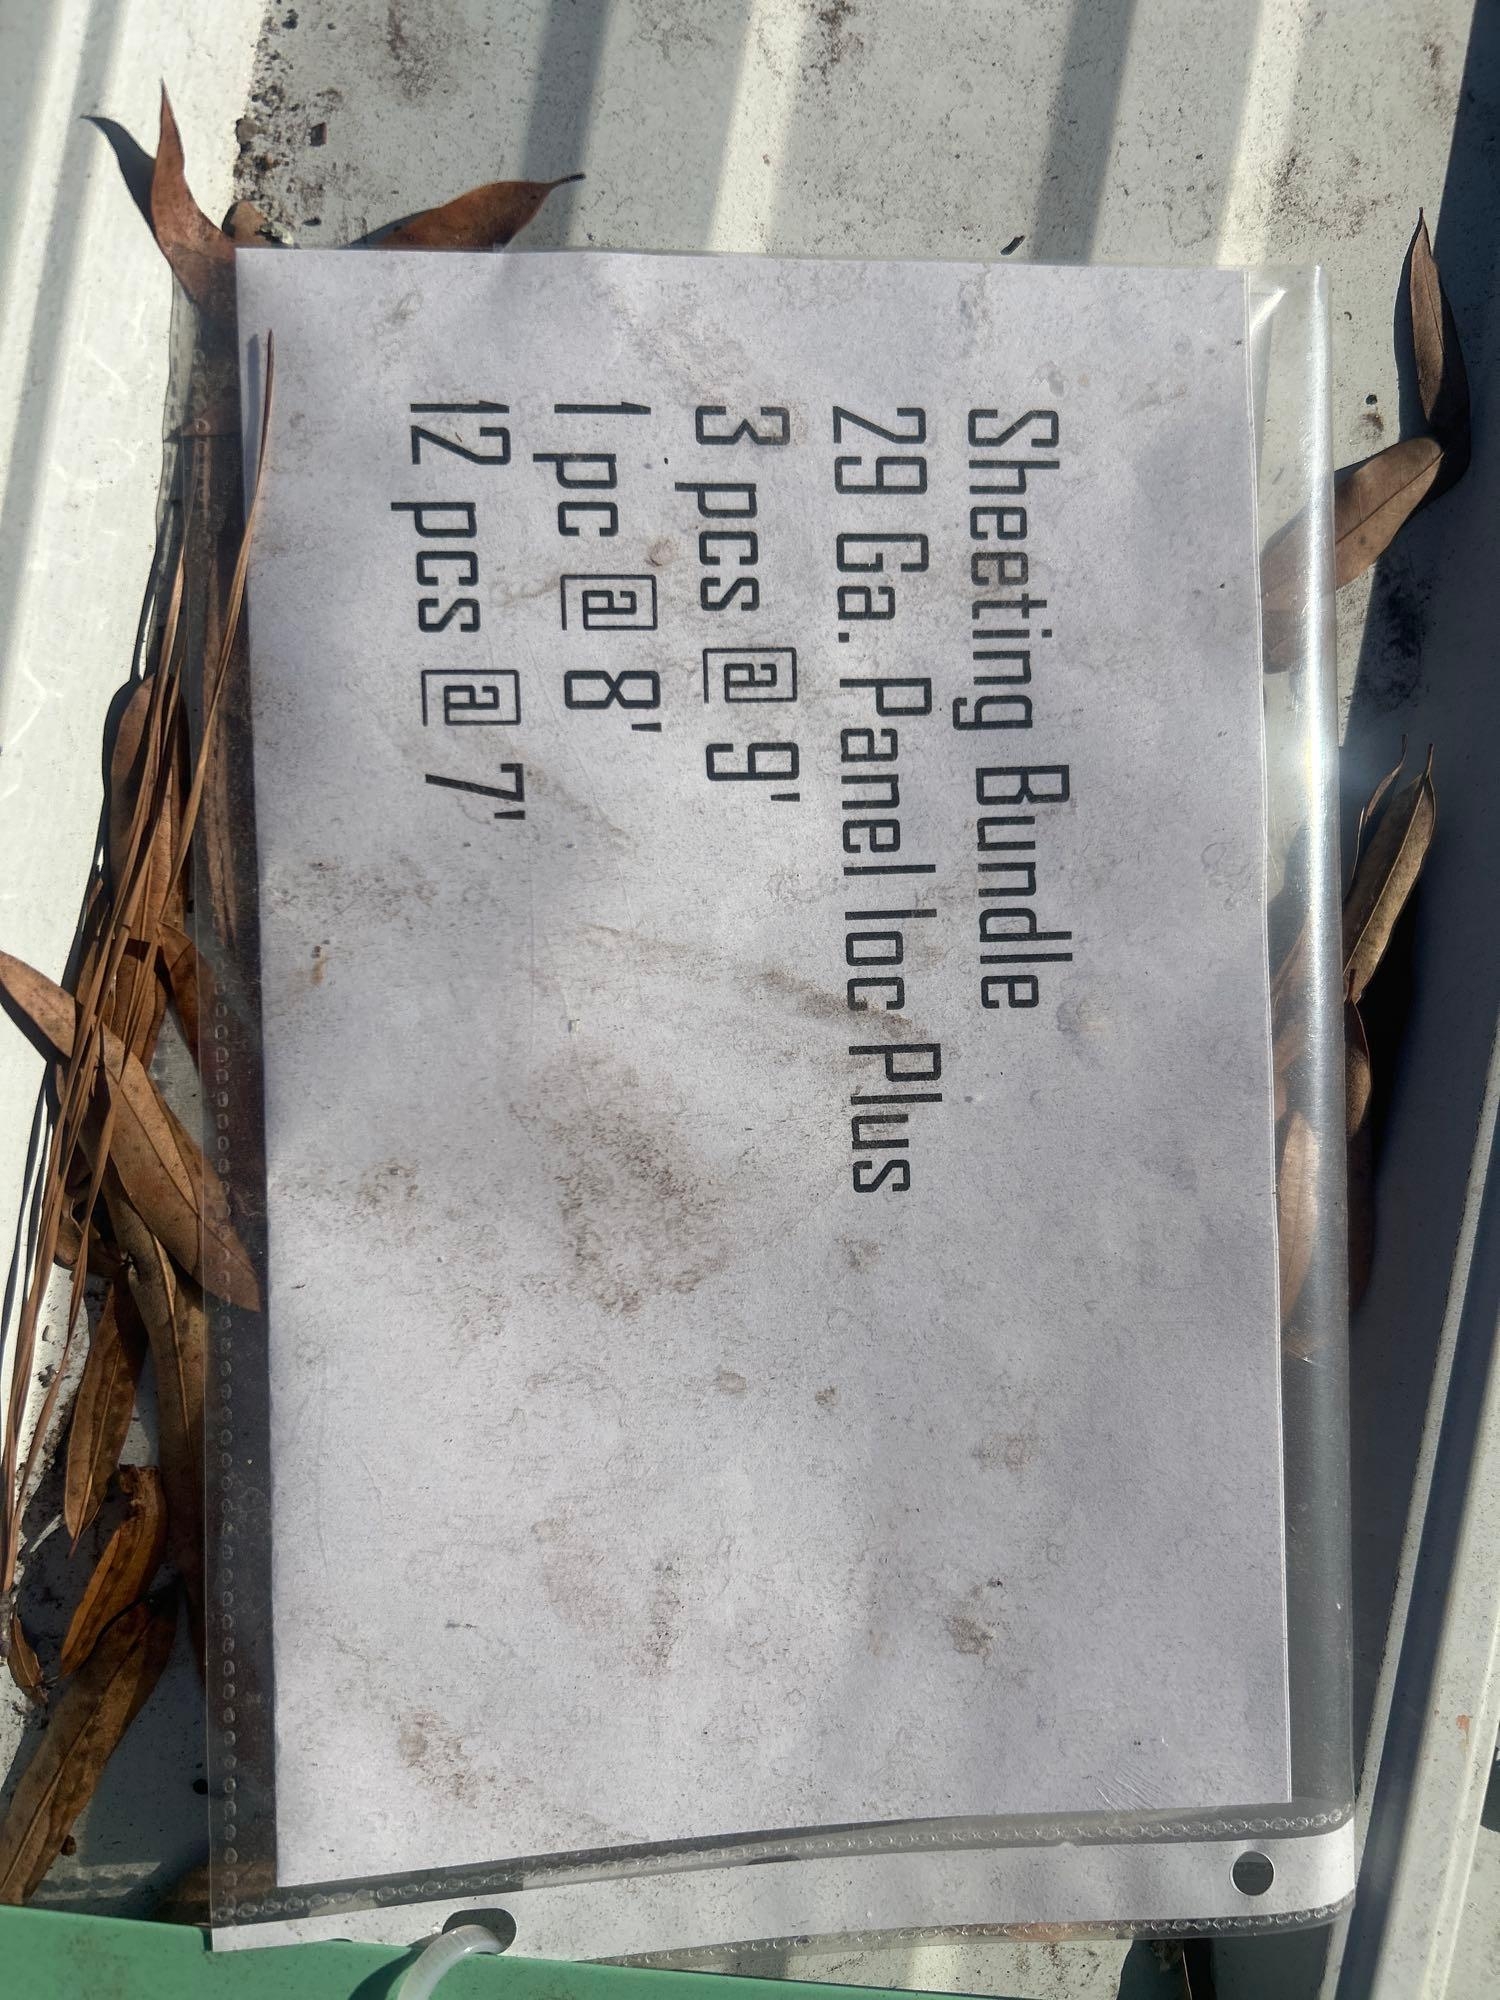 Sheeting Bundle
29 Ga. Panel loc Plus
3 pcs @ 9'
1 pc @ 8'
12 pcs @ 7'